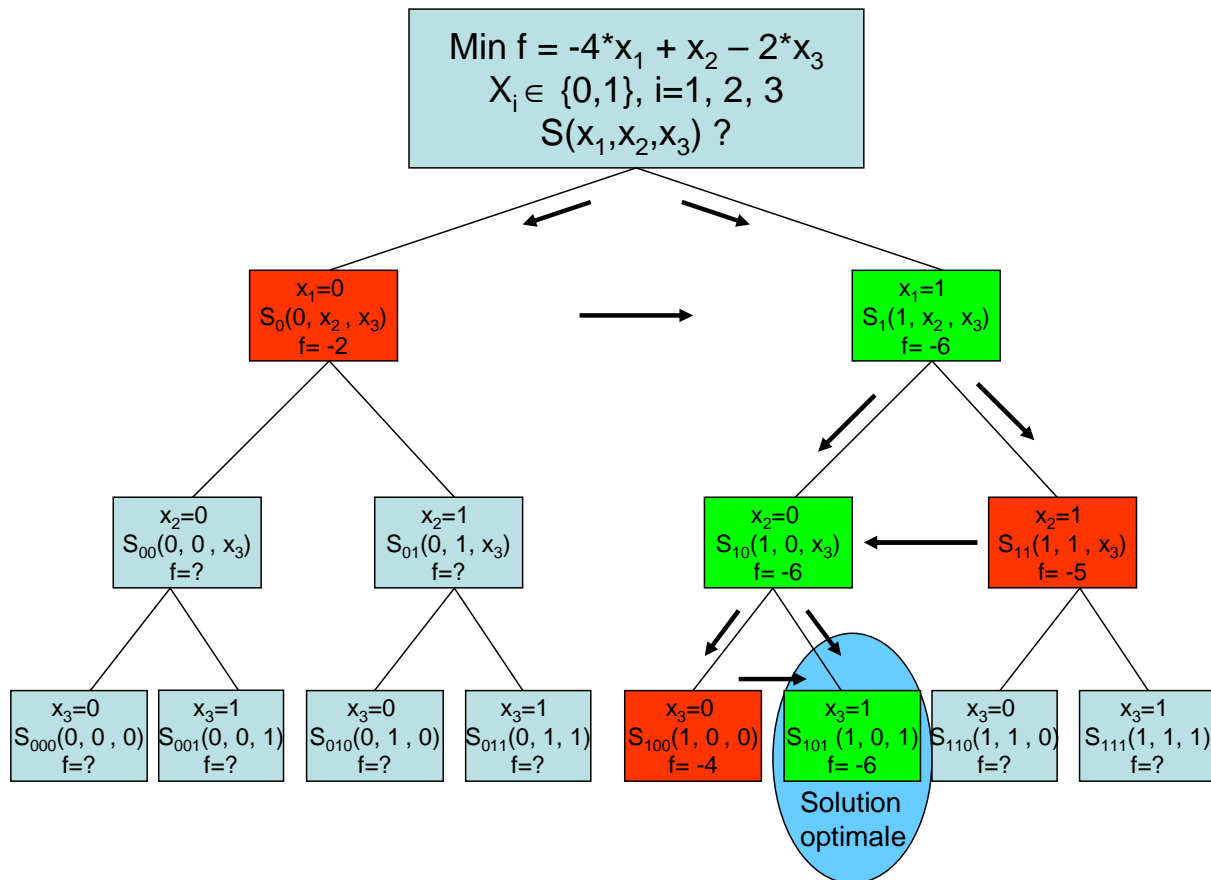 Min f = -4*x₁ + x₂ – 2*x₃
Xᵢ ∈ {0,1}, i=1, 2, 3
S(x₁,x₂,x₃) ?
x₁=0
S₀(0, x₂ , x₃)
f= -2
x₁=1
S₁(1, x₂ , x₃)
f= -6
x₂=0
S₀₀(0, 0 , x₃)
f=?
x₂=1
S₀₁(0, 1, x₃)
f=?
x₂=0
S₁₀(1, 0, x₃)
f= -6
x₂=1
S₁₁(1, 1 , x₃)
f= -5
x₃=0
S₀₀₀(0, 0 , 0)
f=?
x₃=1
S₀₀₁(0, 0, 1)
f=?
x₃=0
S₀₁₀(0, 1 , 0)
f=?
x₃=1
S₀₁₁(0, 1, 1)
f=?
x₃=0
S₁₀₀(1, 0 , 0)
f= -4
x₃=1
S₁₀₁ (1, 0, 1)
f= -6
x₃=0
S₁₁₀(1, 1 , 0)
f=?
x₃=1
S₁₁₁(1, 1, 1)
f=?
Solution
optimale